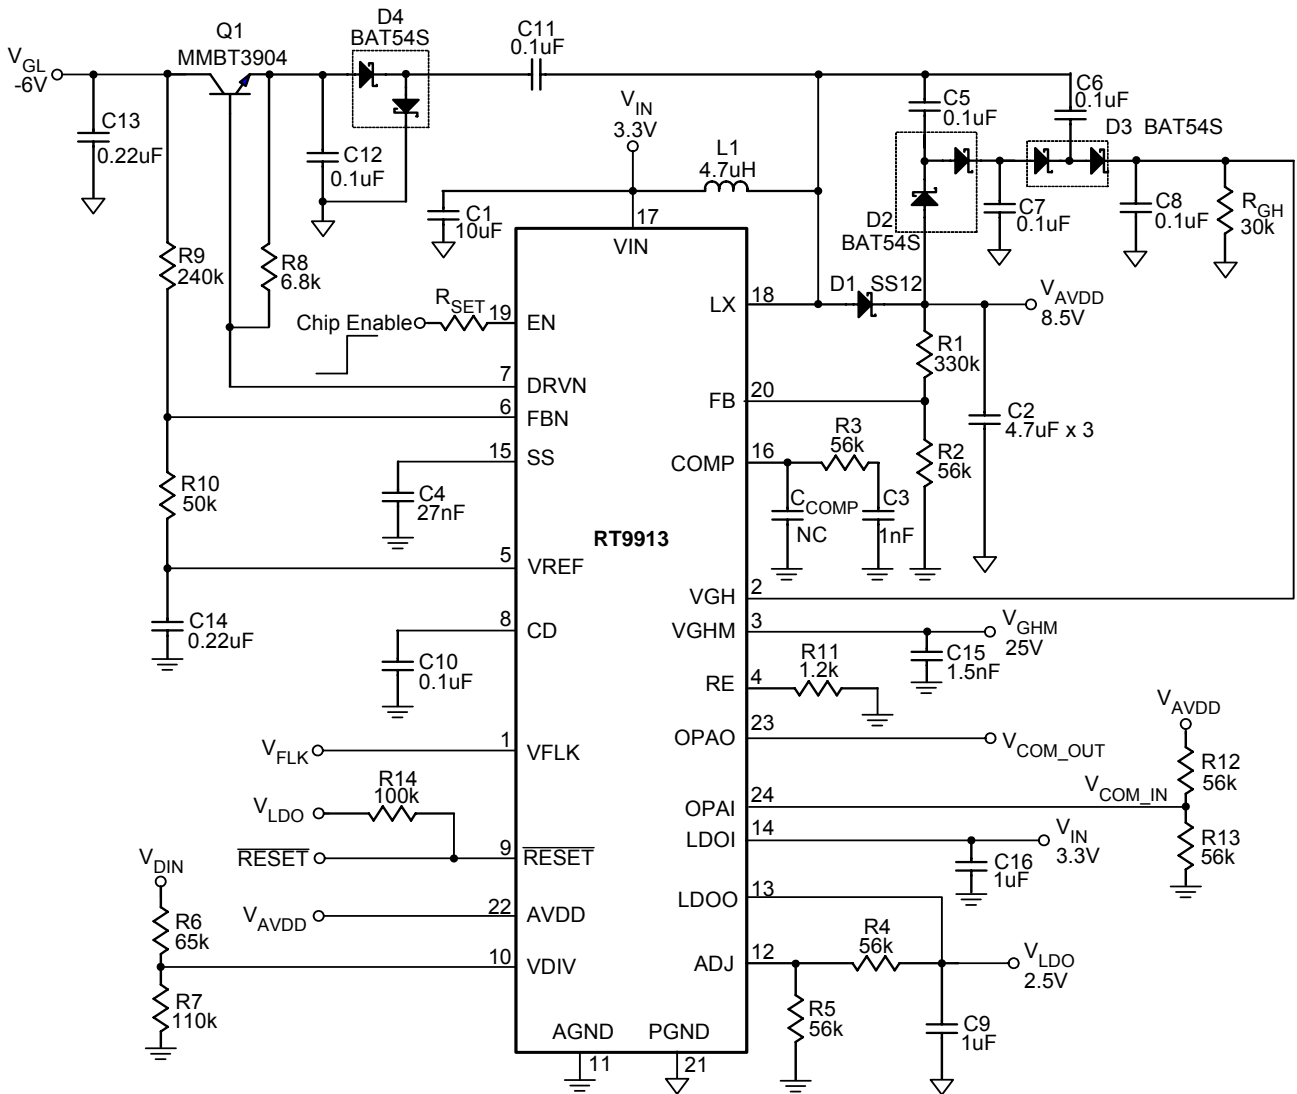 Q1
MMBT3904
D4
BAT54S
C11
0.1uF
VGL
-6V
C13
0.22uF
C12
0.1uF
VIN
3.3V
L1
4.7uH
C1
10uF
C5
0.1uF
C6
0.1uF
D3 BAT54S
D2
BAT54S
C7
0.1uF
C8
0.1uF
RGH
30k
R9
240k
R8
6.8k
17
VIN
Chip Enable
RSET
19
EN
LX
18
D1 SS12
VAVDD
8.5V
R1
330k
7
DRVN
6
FBN
FB
20
C2
4.7uF x 3
15
SS
COMP
16
R3
56k
R2
56k
R10
50k
C4
27nF
CCOMP
NC
C3
1nF
RT9913
5
VREF
VGH
2
C14
0.22uF
8
CD
VGHM
3
VGHM
25V
C15
1.5nF
C10
0.1uF
RE
4
R11
1.2k
OPAO
23
VCOM_OUT
VAVDD
R12
56k
VFLK
1
VFLK
OPAI
24
VCOM_IN
R13
56k
R14
100k
VLDO
LDOI
14
VIN
3.3V
C16
1uF
RESET
9
RESET
VDIN
R6
65k
LDOO
13
VAVDD
22
AVDD
R4
56k
10
VDIV
ADJ
12
VLDO
2.5V
R7
110k
R5
56k
C9
1uF
AGND
PGND
11
21